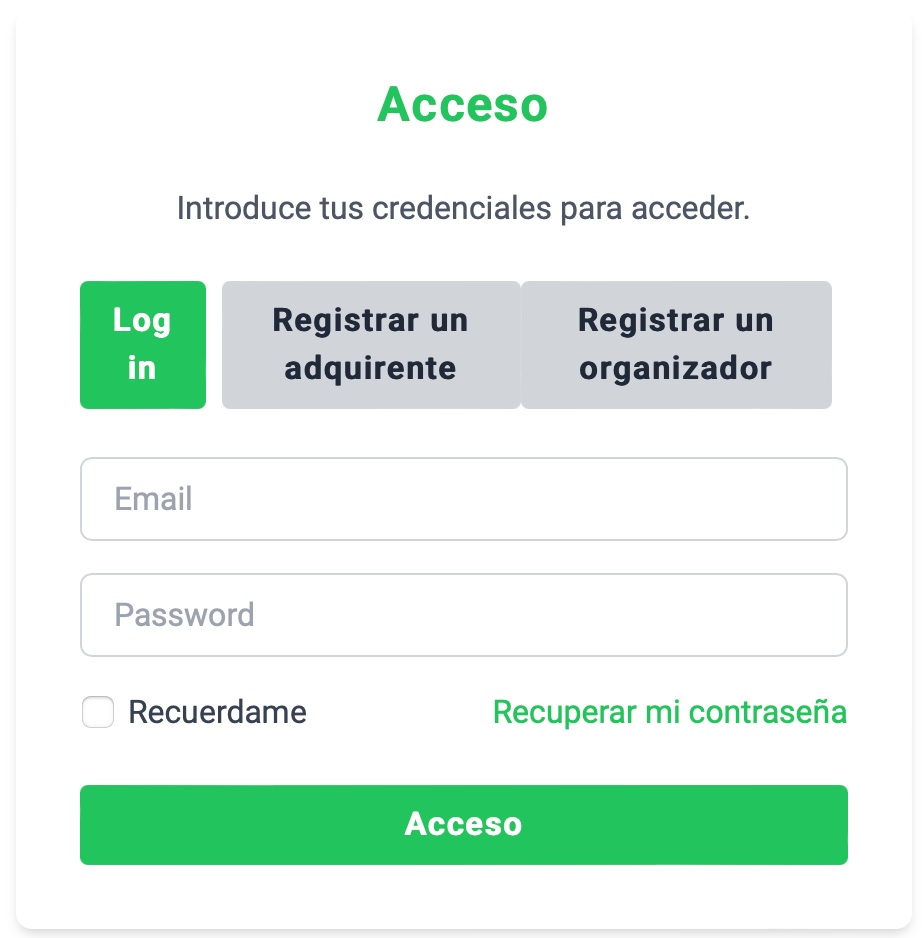 Acceso
Introduce tus credenciales para acceder.
Log
in
Registrar un
adquirente
Registrar un
organizador
Email
Password
Recuerdame
Recuperar mi contraseña
Acceso